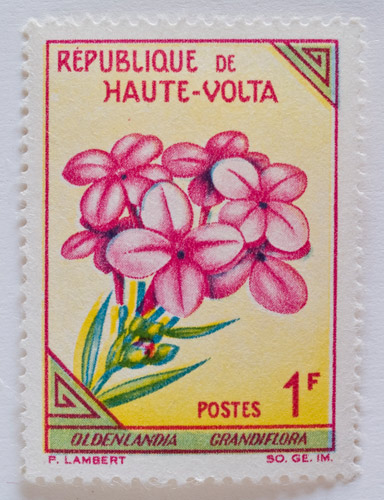 RÉPUBLIQUE DE
HAUTE-VOLTA
POSTES 1F
OLDENLANDIA GRANDIFLORA
P. LAMBERT SO. GE. IM.